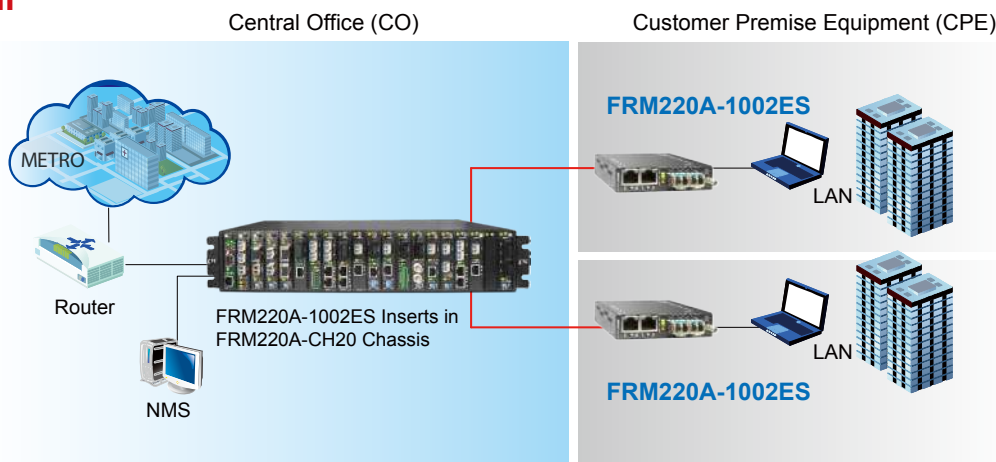 Central Office (CO)
Customer Premise Equipment (CPE)
METRO
Router
NMS
FRM220A-1002ES Inserts in
FRM220A-CH20 Chassis
FRM220A-1002ES
LAN
LAN
FRM220A-1002ES